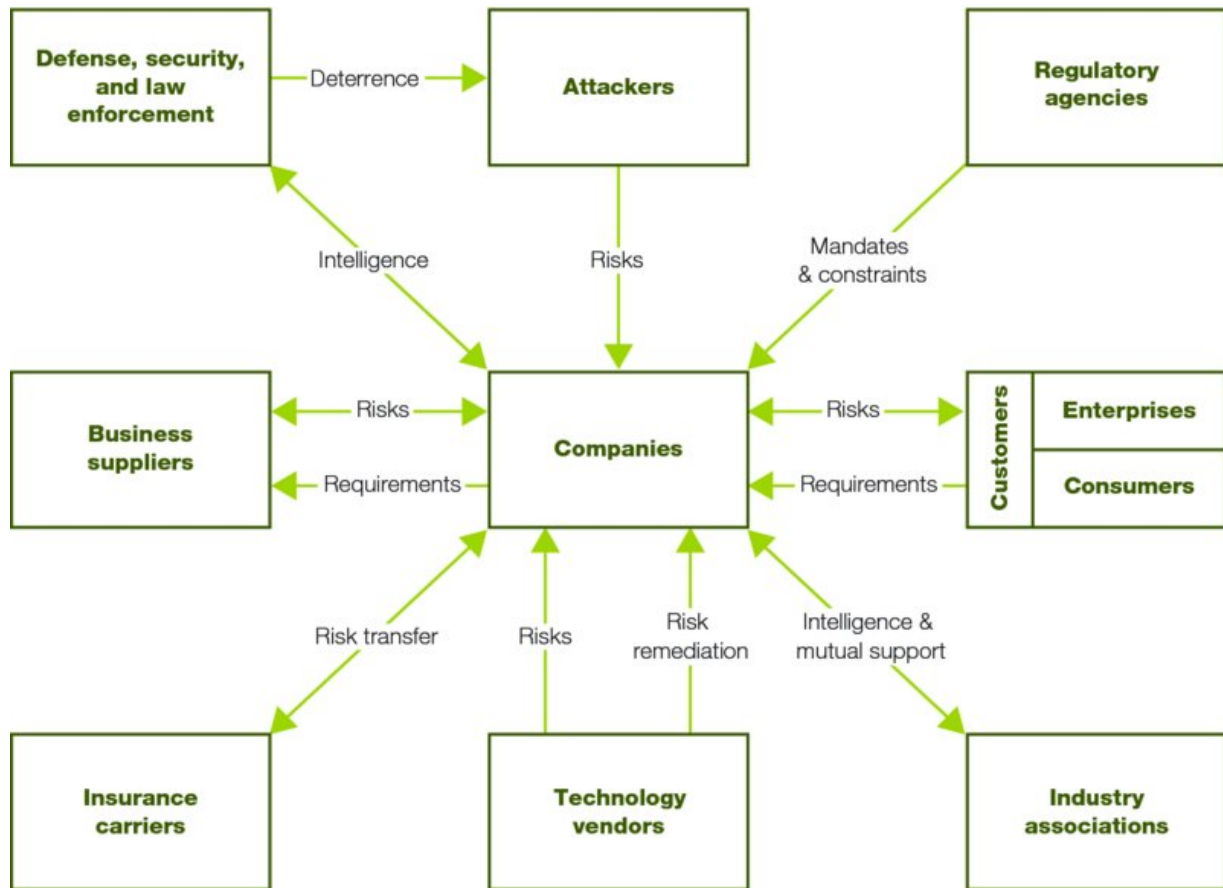 Defense, security,
and law
enforcement
Deterrence
Attackers
Regulatory
agencies
Intelligence
Risks
Mandates
& constraints
Business
suppliers
Risks
Requirements
Companies
Risks
Requirements
Customers
Enterprises
Consumers
Risk transfer
Risks
Risk
remediation
Intelligence &
mutual support
Insurance
carriers
Technology
vendors
Industry
associations